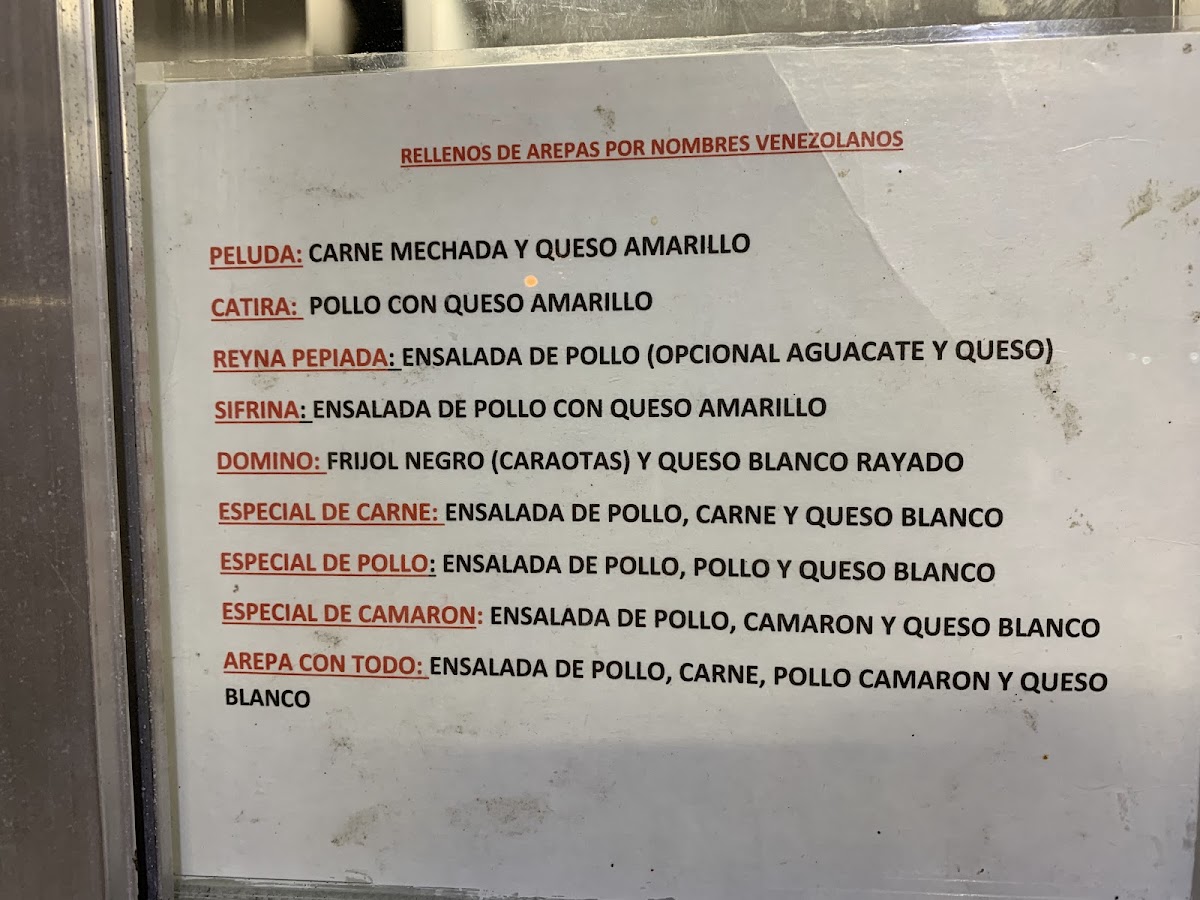 RELLENOS DE AREPAS POR NOMBRES VENEZOLANOS
PELUDA: CARNE MECHADA Y QUESO AMARILLO
CATIRA: POLLO CON QUESO AMARILLO
REYNA PEPIADA: ENSALADA DE POLLO (OPCIONAL AGUACATE Y QUESO)
SIFRINA: ENSALADA DE POLLO CON QUESO AMARILLO
DOMINO: FRIJOL NEGRO (CARAOTAS) Y QUESO BLANCO RAYADO
ESPECIAL DE CARNE: ENSALADA DE POLLO, CARNE Y QUESO BLANCO
ESPECIAL DE POLLO: ENSALADA DE POLLO, POLLO Y QUESO BLANCO
ESPECIAL DE CAMARON: ENSALADA DE POLLO, CAMARON Y QUESO BLANCO
AREPA CON TODO: ENSALADA DE POLLO, CARNE, POLLO CAMARON Y QUESO
BLANCO